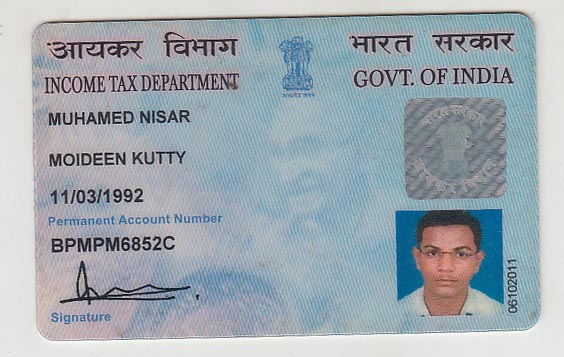 आयकर विभाग
INCOME TAX DEPARTMENT
भारत सरकार
GOVT. OF INDIA
MUHAMED NISAR
MOIDEEN KUTTY
11/03/1992
Permanent Account Number
BPMPM6852C
Signature
06102011